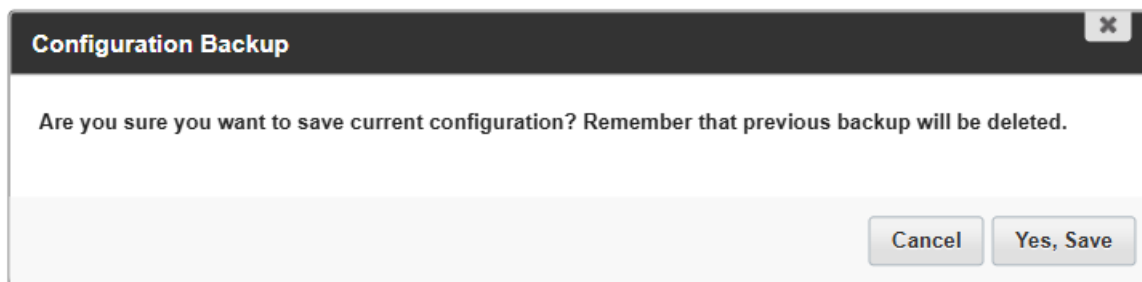 Configuration Backup
Are you sure you want to save current configuration? Remember that previous backup will be deleted.
Cancel
Yes, Save